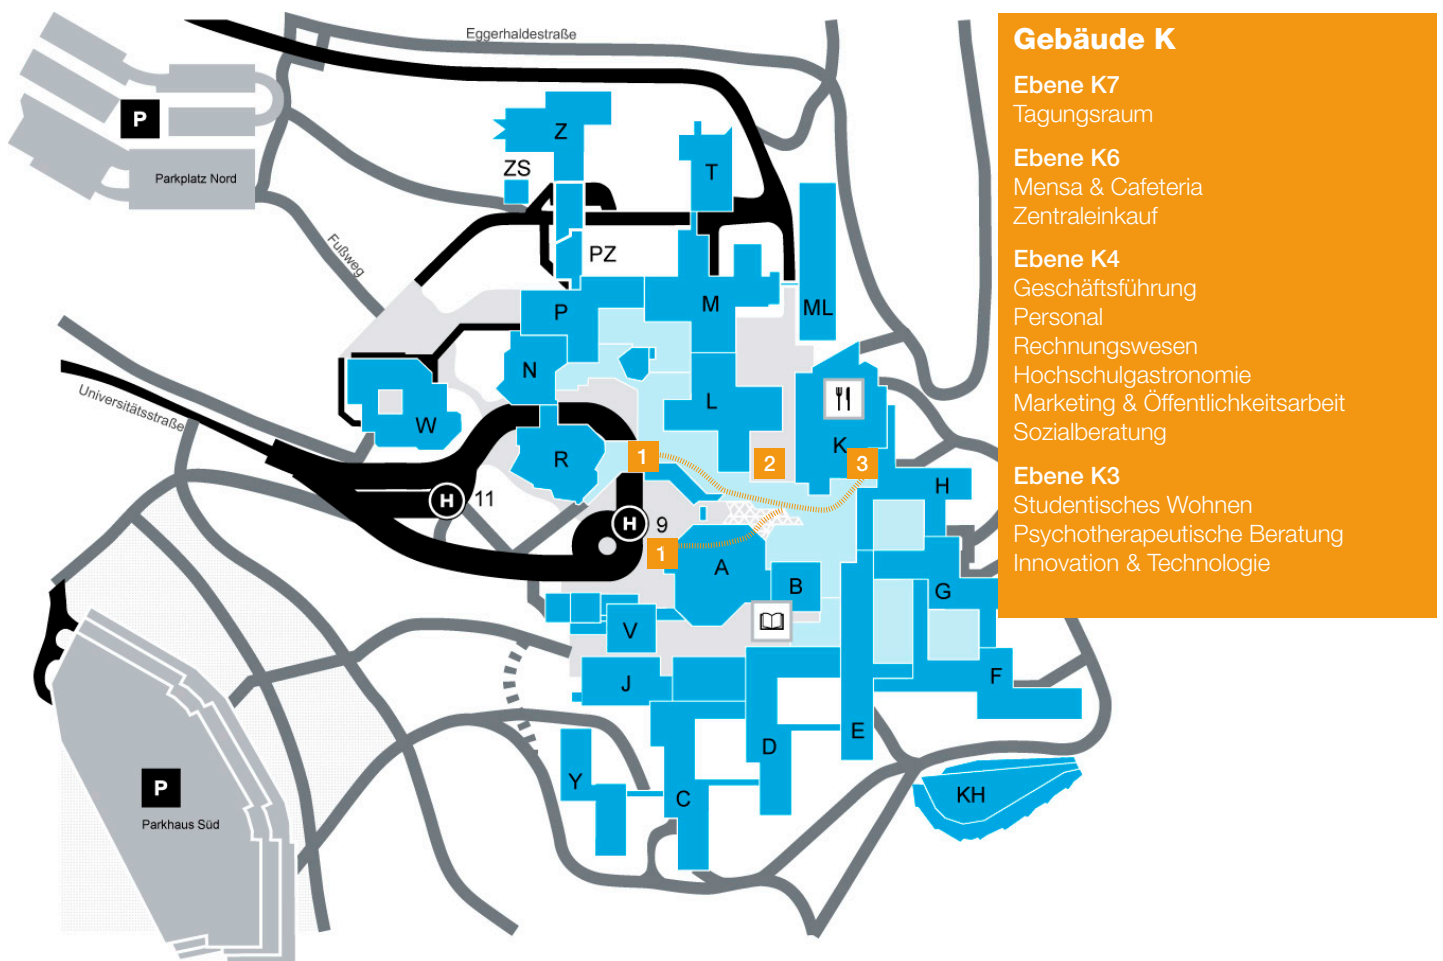 Gebäude K
Ebene K7
Tagungsraum
Ebene K6
Mensa & Cafeteria
Zentraleinkauf
Ebene K4
Geschäftsführung
Personal
Rechnungswesen
Hochschulgastronomie
Marketing & Öffentlichkeitsarbeit
Sozialberatung
Ebene K3
Studentisches Wohnen
Psychotherapeutische Beratung
Innovation & Technologie
Eggerhaldestraße
P
Parkplatz Nord
Z
ZS
T
Fußweg
PZ
P
M
ML
N
L
Universitätsstraße
W
K
R
1
2
3
H
11
H
9
H
1
A
B
G
V
J
F
E
D
Y
C
KH
P
Parkhaus Süd